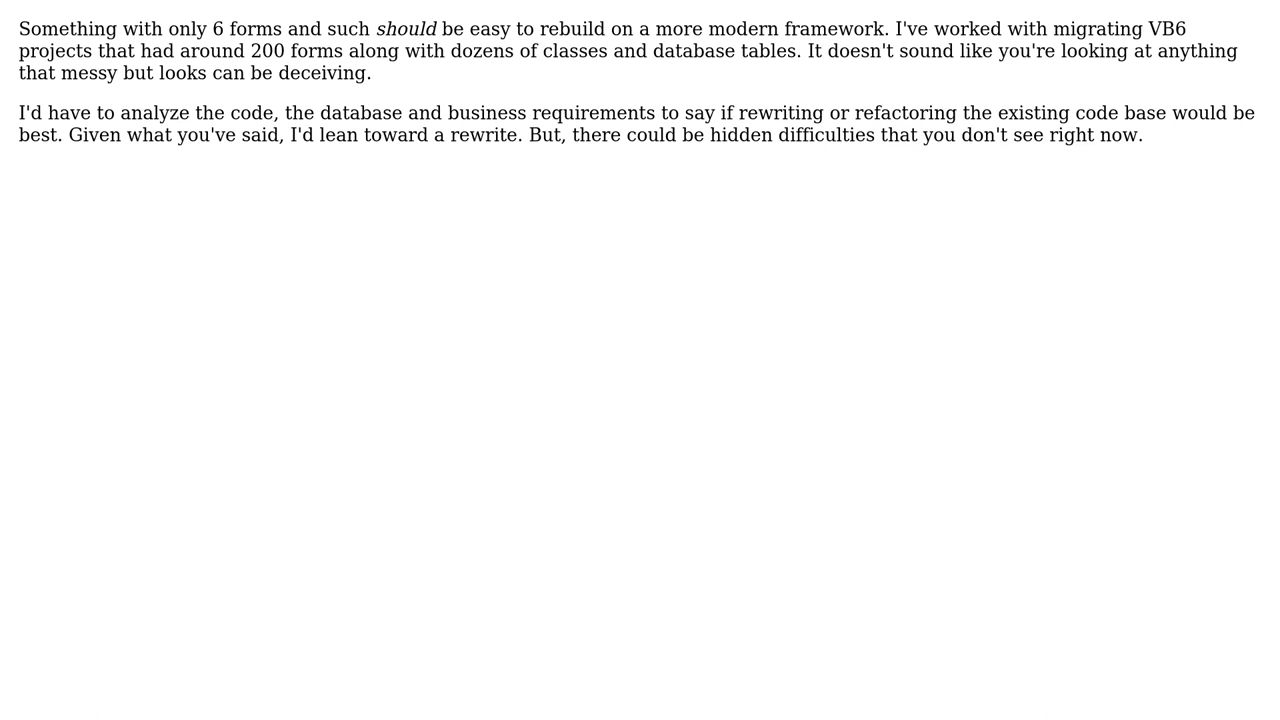 Something with only 6 forms and such should be easy to rebuild on a more modern framework. I've worked with migrating VB6
projects that had around 200 forms along with dozens of classes and database tables. It doesn't sound like you're looking at anything
that messy but looks can be deceiving.
I'd have to analyze the code, the database and business requirements to say if rewriting or refactoring the existing code base would be
best. Given what you've said, I'd lean toward a rewrite. But, there could be hidden difficulties that you don't see right now.